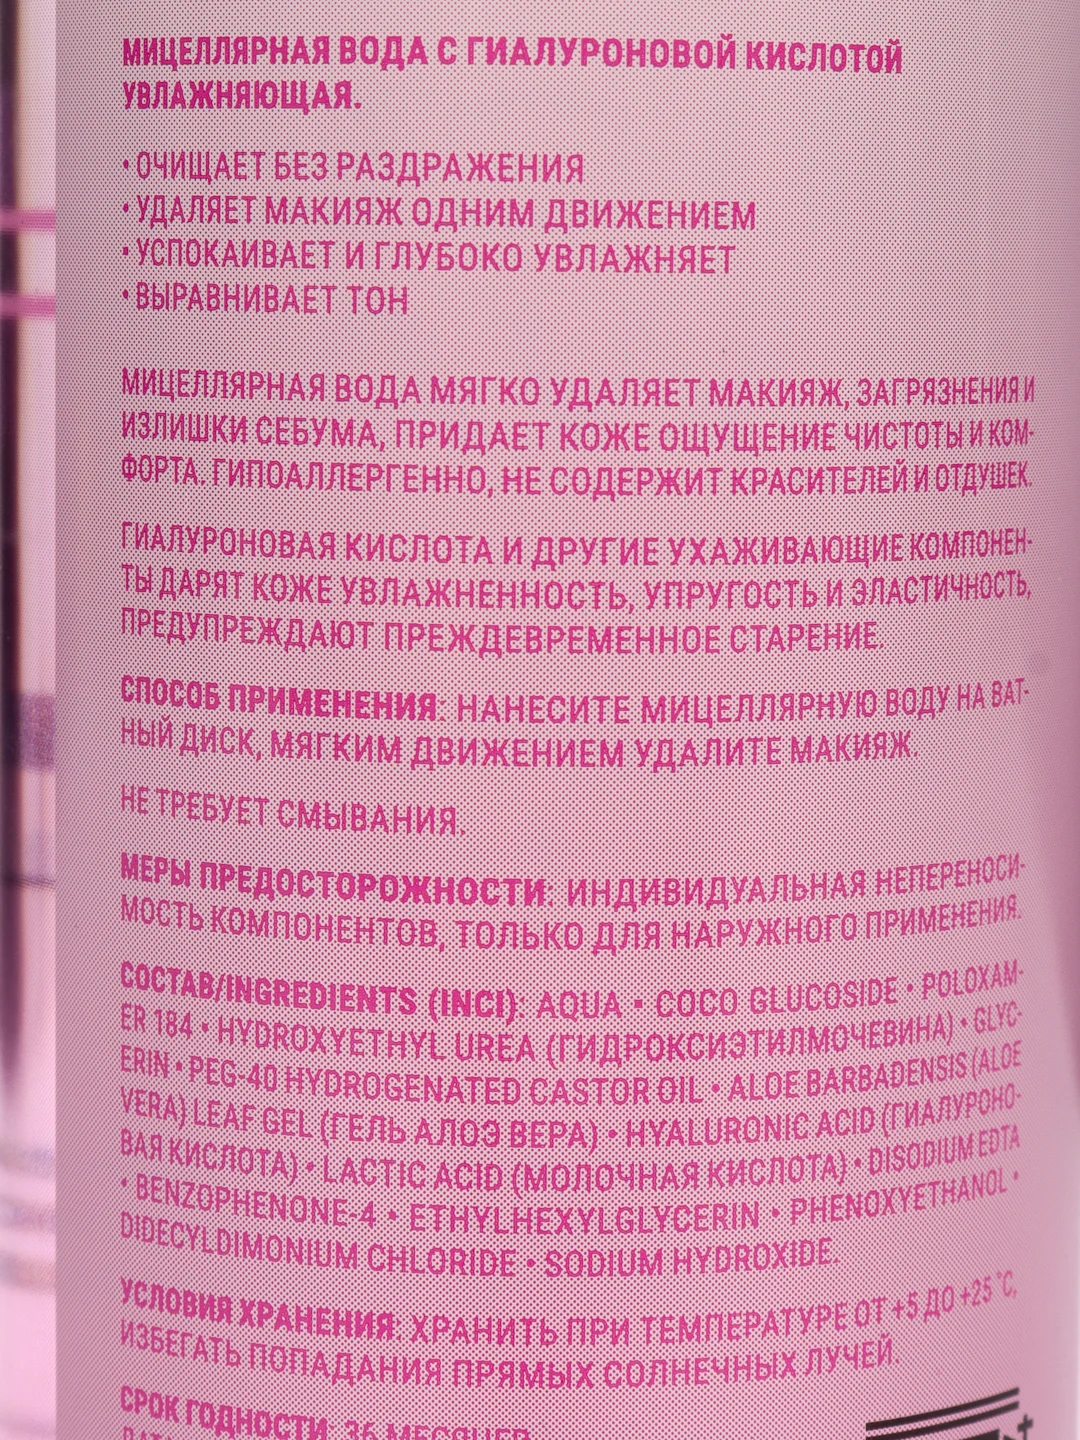 МИЦЕЛЛЯРНАЯ ВОДА С ГИАЛУРОНОВОЙ КИСЛОТОЙ
УВЛАЖНЯЮЩАЯ.
• ОЧИЩАЕТ БЕЗ РАЗДРАЖЕНИЯ
• УДАЛЯЕТ МАКИЯЖ ОДНИМ ДВИЖЕНИЕМ
• УСПОКАИВАЕТ И ГЛУБОКО УВЛАЖНЯЕТ
• ВЫРАВНИВАЕТ ТОН
МИЦЕЛЛЯРНАЯ ВОДА МЯГКО УДАЛЯЕТ МАКИЯЖ, ЗАГРЯЗНЕНИЯ И
ИЗЛИШКИ СЕБУМА, ПРИДАЕТ КОЖЕ ОЩУЩЕНИЕ ЧИСТОТЫ И КОМ-
ФОРТА. ГИПОАЛЛЕРГЕННО, НЕ СОДЕРЖИТ КРАСИТЕЛЕЙ И ОТДУШЕК.
ГИАЛУРОНОВАЯ КИСЛОТА И ДРУГИЕ УХАЖИВАЮЩИЕ КОМПОНЕН-
ТЫ ДАРЯТ КОЖЕ УВЛАЖНЕННОСТЬ, УПРУГОСТЬ И ЭЛАСТИЧНОСТЬ,
ПРЕДУПРЕЖДАЮТ ПРЕЖДЕВРЕМЕННОЕ СТАРЕНИЕ.
СПОСОБ ПРИМЕНЕНИЯ: НАНЕСИТЕ МИЦЕЛЛЯРНУЮ ВОДУ НА ВАТ-
НЫЙ ДИСК, МЯГКИМ ДВИЖЕНИЕМ УДАЛИТЕ МАКИЯЖ.
НЕ ТРЕБУЕТ СМЫВАНИЯ.
МЕРЫ ПРЕДОСТОРОЖНОСТИ: ИНДИВИДУАЛЬНАЯ НЕПЕРЕНОСИ-
МОСТЬ КОМПОНЕНТОВ, ТОЛЬКО ДЛЯ НАРУЖНОГО ПРИМЕНЕНИЯ.
СОСТАВ/INGREDIENTS (INCI): AQUA • COCO GLUCOSIDE • POLOXAM-
ER 184 • HYDROXYETHYL UREA (ГИДРОКСИЭТИЛМОЧЕВИНА) • GLYC-
ERIN • PEG-40 HYDROGENATED CASTOR OIL • ALOE BARBADENSIS (ALOE
VERA) LEAF GEL (ГЕЛЬ АЛОЭ ВЕРА) • HYALURONIC ACID (ГИАЛУРОНО-
ВАЯ КИСЛОТА) • LACTIC ACID (МОЛОЧНАЯ КИСЛОТА) • DISODIUM EDTA
• BENZOPHENONE-4 • ETHYLHEXYLGLYCERIN • PHENOXYETHANOL •
DIDECYLDIMONIUM CHLORIDE • SODIUM HYDROXIDE.
УСЛОВИЯ ХРАНЕНИЯ: ХРАНИТЬ ПРИ ТЕМПЕРАТУРЕ ОТ +5 ДО +25 °С,
ИЗБЕГАТЬ ПОПАДАНИЯ ПРЯМЫХ СОЛНЕЧНЫХ ЛУЧЕЙ.
СРОК ГОДНОСТИ: 36 МЕСЯЦЕВ